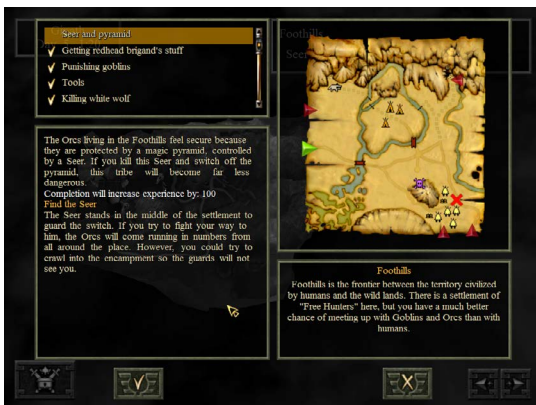 Seer and pyramid
Getting redhead brigand's stuff
Punishing goblins
Tools
Killing white wolf
Foothills
Seer
The Orcs living in the Foothills feel secure because
they are protected by a magic pyramid, controlled
by a Seer. If you kill this Seer and switch off the
pyramid, this tribe will become far less
dangerous.
Completion will increase experience by: 100
Find the Seer
The Seer stands in the middle of the settlement to
guard the switch. If you try to fight your way to
him, the Orcs will come running in numbers from
all around the place. However, you could try to
crawl into the encampment so the guards will not
see you.
Foothills
Foothills is the frontier between the territory civilized
by humans and the wild lands. There is a settlement of
"Free Hunters" here, but you have a much better
chance of meeting up with Goblins and Orcs than with
humans.